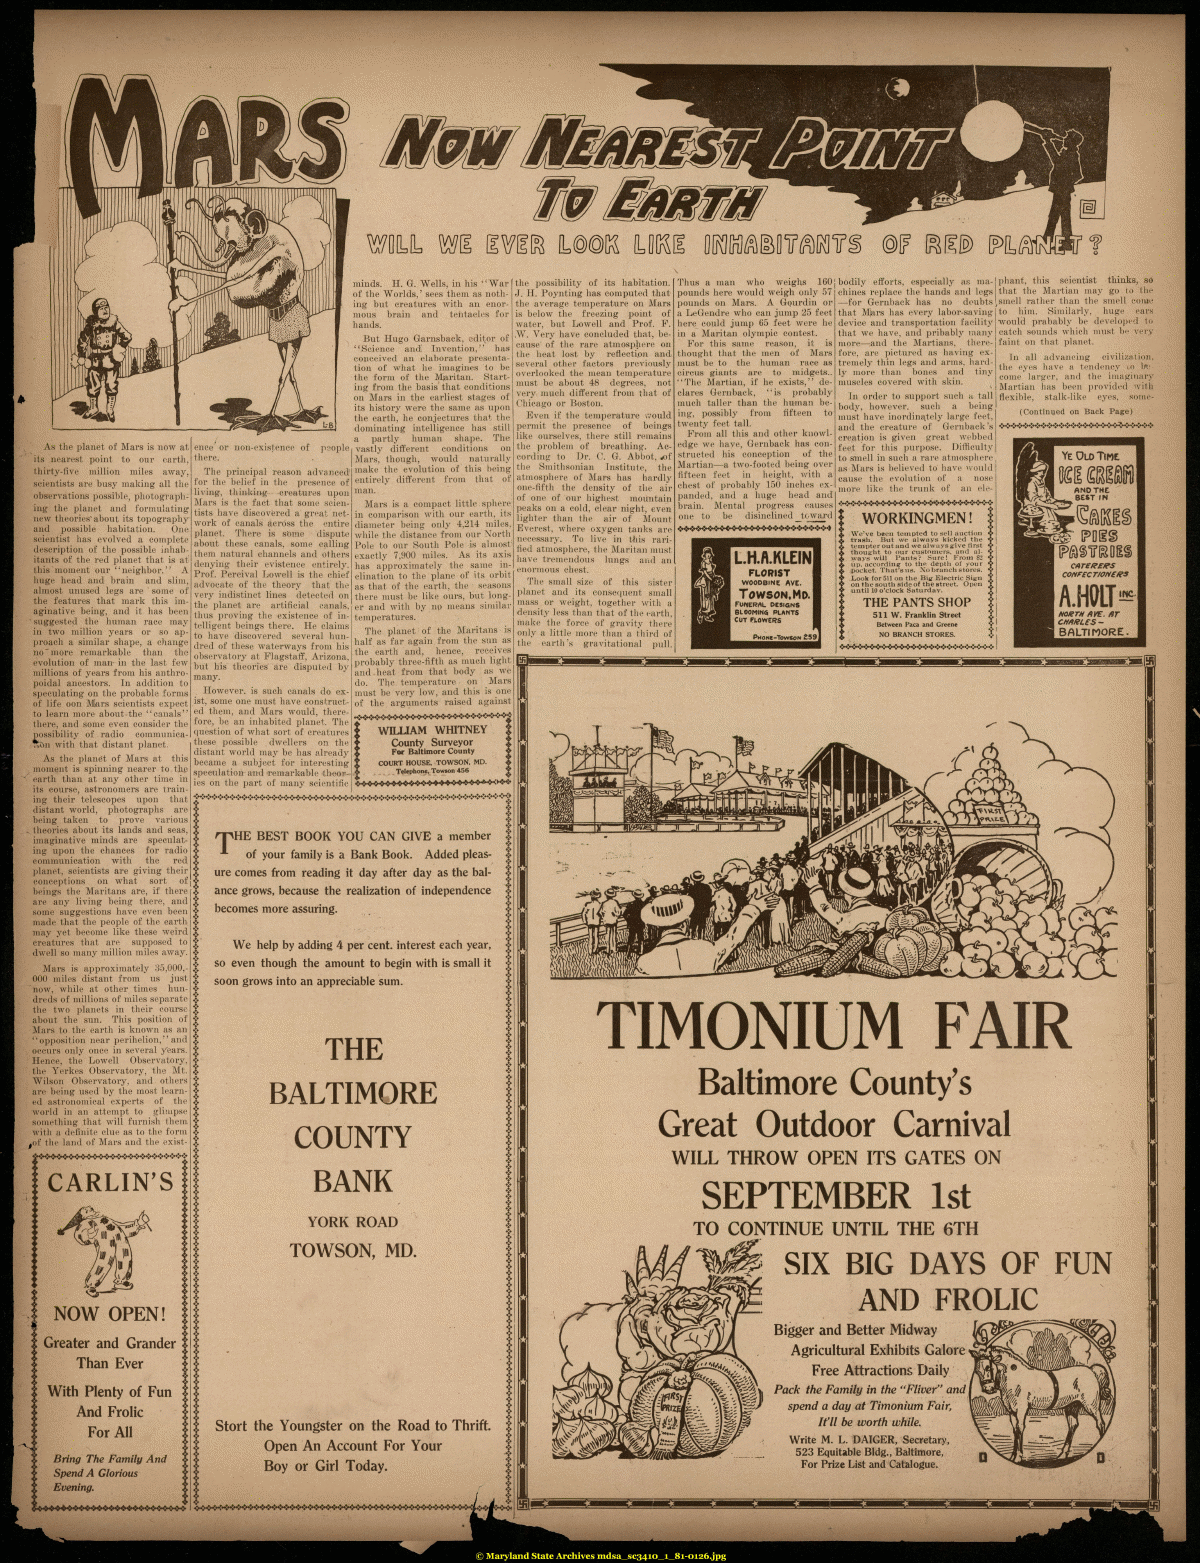 MARS
NOW NEAREST POINT
TO EARTH
WILL WE EVER LOOK LIKE INHABITANTS OF RED PLANET?
As the planet of Mars is now at
its nearest point to our earth,
thirty-five million miles away,
scientists are busy making all the
observations possible, photograph-
ing the planet and formulating
new theories about its topography
and possible habitation. One
scientist has evolved a complete
description of the possible inhab-
itants of the red planet that is at
this moment our "neighbor." A
huge head and brain and slim,
almost unused legs are some of
the features that mark this im-
aginative being, and it has been
suggested the human race may
in two million years or so ap-
proach a similar shape, a change
no more remarkable than the
evolution of man in the last few
millions of years from his anthro-
poidal ancestors. In addition to
speculating on the probable forms
of life oon Mars scientists expect
to learn more about the "canals"
there, and some even consider the
possibility of radio communica-
tion with that distant planet.
As the planet of Mars at this
moment is spinning nearer to the
earth than at any other time in
its course, astronomers are train-
ing their telescopes upon that
distant world, photographs are
being taken to prove various
theories about its lands and seas,
imaginative minds are speculat-
ing upon the chances for radio
communication with the red
planet, scientists are giving their
conceptions on what sort of
beings the Maritans are, if there
are any living being there, and
some suggestions have even been
made that the people of the earth
may yet become like these weird
creatures that are supposed to
dwell so many million miles away.
Mars is approximately 35,000,-
000 miles distant from us just
now, while at other times hun-
dreds of millions of miles separate
the two planets in their course
about the sun. This position of
Mars to the earth is known as an
"opposition near perihelion," and
occurs only once in several years.
Hence, the Lowell Observatory,
the Yerkes Observatory, the Mt.
Wilson Observatory, and others
are being used by the most learn-
ed astronomical experts of the
world in an attempt to glimpse
something that will furnish them
with a definite clue as to the form
of the land of Mars and the exist-
CARLIN'S
NOW OPEN!
Greater and Grander
Than Ever
With Plenty of Fun
And Frolic
For All
Bring The Family And
Spend A Glorious
Evening.
ence or non-existence of people
there.
The principal reason advanced
for the belief in the presence of
living, thinking creatures upon
Mars is the fact that some scien-
tists have discovered a great net-
work of canals across the entire
planet. There is some dispute
about these canals, some calling
them natural channels and others
denying their existence entirely.
Prof. Percival Lowell is the chief
advocate of the theory that the
very indistinct lines detected on
the planet are artificial canals,
thus proving the existence of in-
telligent beings there. He claims
to have discovered several hun-
dred of these waterways from his
observatory at Flagstaff, Arizona,
but his theories are disputed by
many.
However, is such canals do ex-
ist, some one must have construct-
ed them, and Mars would, there-
fore, be an inhabited planet. The
question of what sort of creatures
these possible dwellers on the
distant world may be has already
became a subject for interesting
speculation and remarkable theor-
ies on the part of many scientific
THE BEST BOOK YOU CAN GIVE a member
of your family is a Bank Book. Added pleas-
ure comes from reading it day after day as the bal-
ance grows, because the realization of independence
becomes more assuring.
We help by adding 4 per cent. interest each year,
so even though the amount to begin with is small it
soon grows into an appreciable sum.
THE
BALTIMORE
COUNTY
BANK
YORK ROAD
TOWSON, MD.
Start the Youngster on the Road to Thrift.
Open An Account For Your
Boy or Girl Today.
minds. H. G. Wells, in his "War
of the Worlds,' sees them as noth-
ing but creatures with an enor-
mous brain and tentacles for
hands.
But Hugo Garnsback, editor of
"Science and Invention," has
conceived an elaborate presenta-
tion of what he imagines to be
the form of the Maritan. Start-
ing from the basis that conditions
on Mars in the earliest stages of
its history were the same as upon
the earth, he conjectures that the
dominating intelligence has still
a partly human shape. The
vastly different conditions on
Mars, though, would naturally
make the evolution of this being
entirely different from that of
man.
Mars is a compact little sphere
in comparison with our earth, its
diameter being only 4,214 miles,
while the distance from our North
Pole to our South Pole is almost
exactly 7,900 miles. As its axis
has approximately the same in-
clination to the plane of its orbit
as that of the earth, the seasons
there must be like ours, but long-
er and with by no means similar
temperatures.
The planet of the Maritans is
half as far again from the sun as
the earth and, hence, receives
probably three-fifth as much light
and heat from that body as we
do. The temperature on Mars
must be very low, and this is one
of the arguments raised against
WILLIAM WHITNEY
County Surveyor
For Baltimore County
COURT HOUSE, TOWSON, MD.
Telephone, Towson 456
the possibility of its habitation.
J. H. Poynting has computed that
the average temperature on Mars
is below the freezing point of
water, but Lowell and Prof. F.
W. Very have concluded that, be-
cause of the rare atmosphere on
the heat lost by reflection and
several other factors previously
overlooked the mean temperature
must be about 48 degrees, not
very much different from that of
Chicago or Boston.
Even if the temperature would
permit the presence of beings
like ourselves, there still remains
the problem of breathing. Ac-
cording to Dr. C. G. Abbot, of
the Smithsonian Institute, the
atmosphere of Mars has hardly
one-fifth the density of the air
of one of our highest mountain
peaks on a cold, clear night, even
lighter than the air of Mount
Everest, where oxygen tanks are
necessary. To live in this rari-
fied atmosphere, the Maritan must
have tremendous lungs and an
enormous chest.
The small size of this sister
planet and its consequent small
mass or weight, together with a
density less than that of the earth,
make the force of gravity there
only a little more than a third of
the earth's gravitational pull.
Thus a man who weighs 160
pounds here would weigh only 57
pounds on Mars. A Gourdin or
a LeGendre who can jump 25 feet
here could jump 65 feet were he
in a Maritan olympic contest.
For this same reason, it is
thought that the men of Mars
must be to the human race as
circus giants are to midgets.
"The Martian, if he exists," de-
clares Gernback, "is probably
much taller than the human be-
ing, possibly from fifteen to
twenty feet tall.
From all this and other knowl-
edge we have, Gernback has con-
structed his conception of the
Martian—a two-footed being over
fifteen feet in height, with a
chest of probably 150 inches ex-
panded, and a huge head and
brain. Mental progress causes
one to be disinclined toward
L.H.A.KLEIN
FLORIST
WOODBINE AVE.
TOWSON, MD.
FUNERAL DESIGNS
BLOOMING PLANTS
CUT FLOWERS
PHONE-TOWSON 259
bodily efforts, especially as ma-
chines replace the hands and legs
—for Gernback has no doubts
that Mars has every labor-saving
device and transportation facility
that we have, and pribably many
more—and the Martians, there-
fore, are pictured as having ex-
tremely thin legs and arms, hard-
ly more than bones and tiny
muscles covered with skin.
In order to support such a tall
body, however, such a being
must have inordinately large feet,
and the creature of Gernback's
creation is given great webbed
feet for this purpose. Difficulty
to smell in such a rare atmosphere
as Mars is believed to have would
cause the evolution of a nose
more like the trunk of an ele-
WORKINGMEN!
We've been tempted to sell auction
trash. But we always kicked the
tempter out and we always give first
thought to our customers, and al-
ways will Pants? Sure! From 8?
up, according to the depth of your
pocket. That's us. No branch stores.
Look for 511 on the Big Electric Sign
on the south side of the street. Open
until 10 o'clock Saturday.
THE PANTS SHOP
511 W. Franklin Street
Between Paca and Greene
NO BRANCH STORES.
phant, this scientist thinks, so
that the Martian may go to the
smell rather than the smell come
to him. Similarly, huge ears
would probably be developed to
catch sounds which must be very
faint on that planet.
In all advancing civilization,
the eyes have a tendency to be-
come larger, and the imaginary
Martian has been provided with
flexible, stalk-like eyes, some-
(Continued on Back Page)
YE OLD TIME
ICE CREAM
AND THE
BEST IN
CAKES
PIES
PASTRIES
CATERERS
CONFECTIONERS
A. HOLT INC.
NORTH AVE. AT
CHARLES—
BALTIMORE.
FIRST
PRIZE
TIMONIUM FAIR
Baltimore County's
Great Outdoor Carnival
WILL THROW OPEN ITS GATES ON
SEPTEMBER 1st
TO CONTINUE UNTIL THE 6TH
SIX BIG DAYS OF FUN
AND FROLIC
Bigger and Better Midway
Agricultural Exhibits Galore
Free Attractions Daily
Pack the Family in the "Fliver" and
spend a day at Timonium Fair,
It'll be worth while.
Write M. L. DAIGER, Secretary,
523 Equitable Bldg., Baltimore,
For Prize List and Catalogue.
FIRST
PRIZE
© Maryland State Archives mdsa_sc3410_1_81-0126.jpg